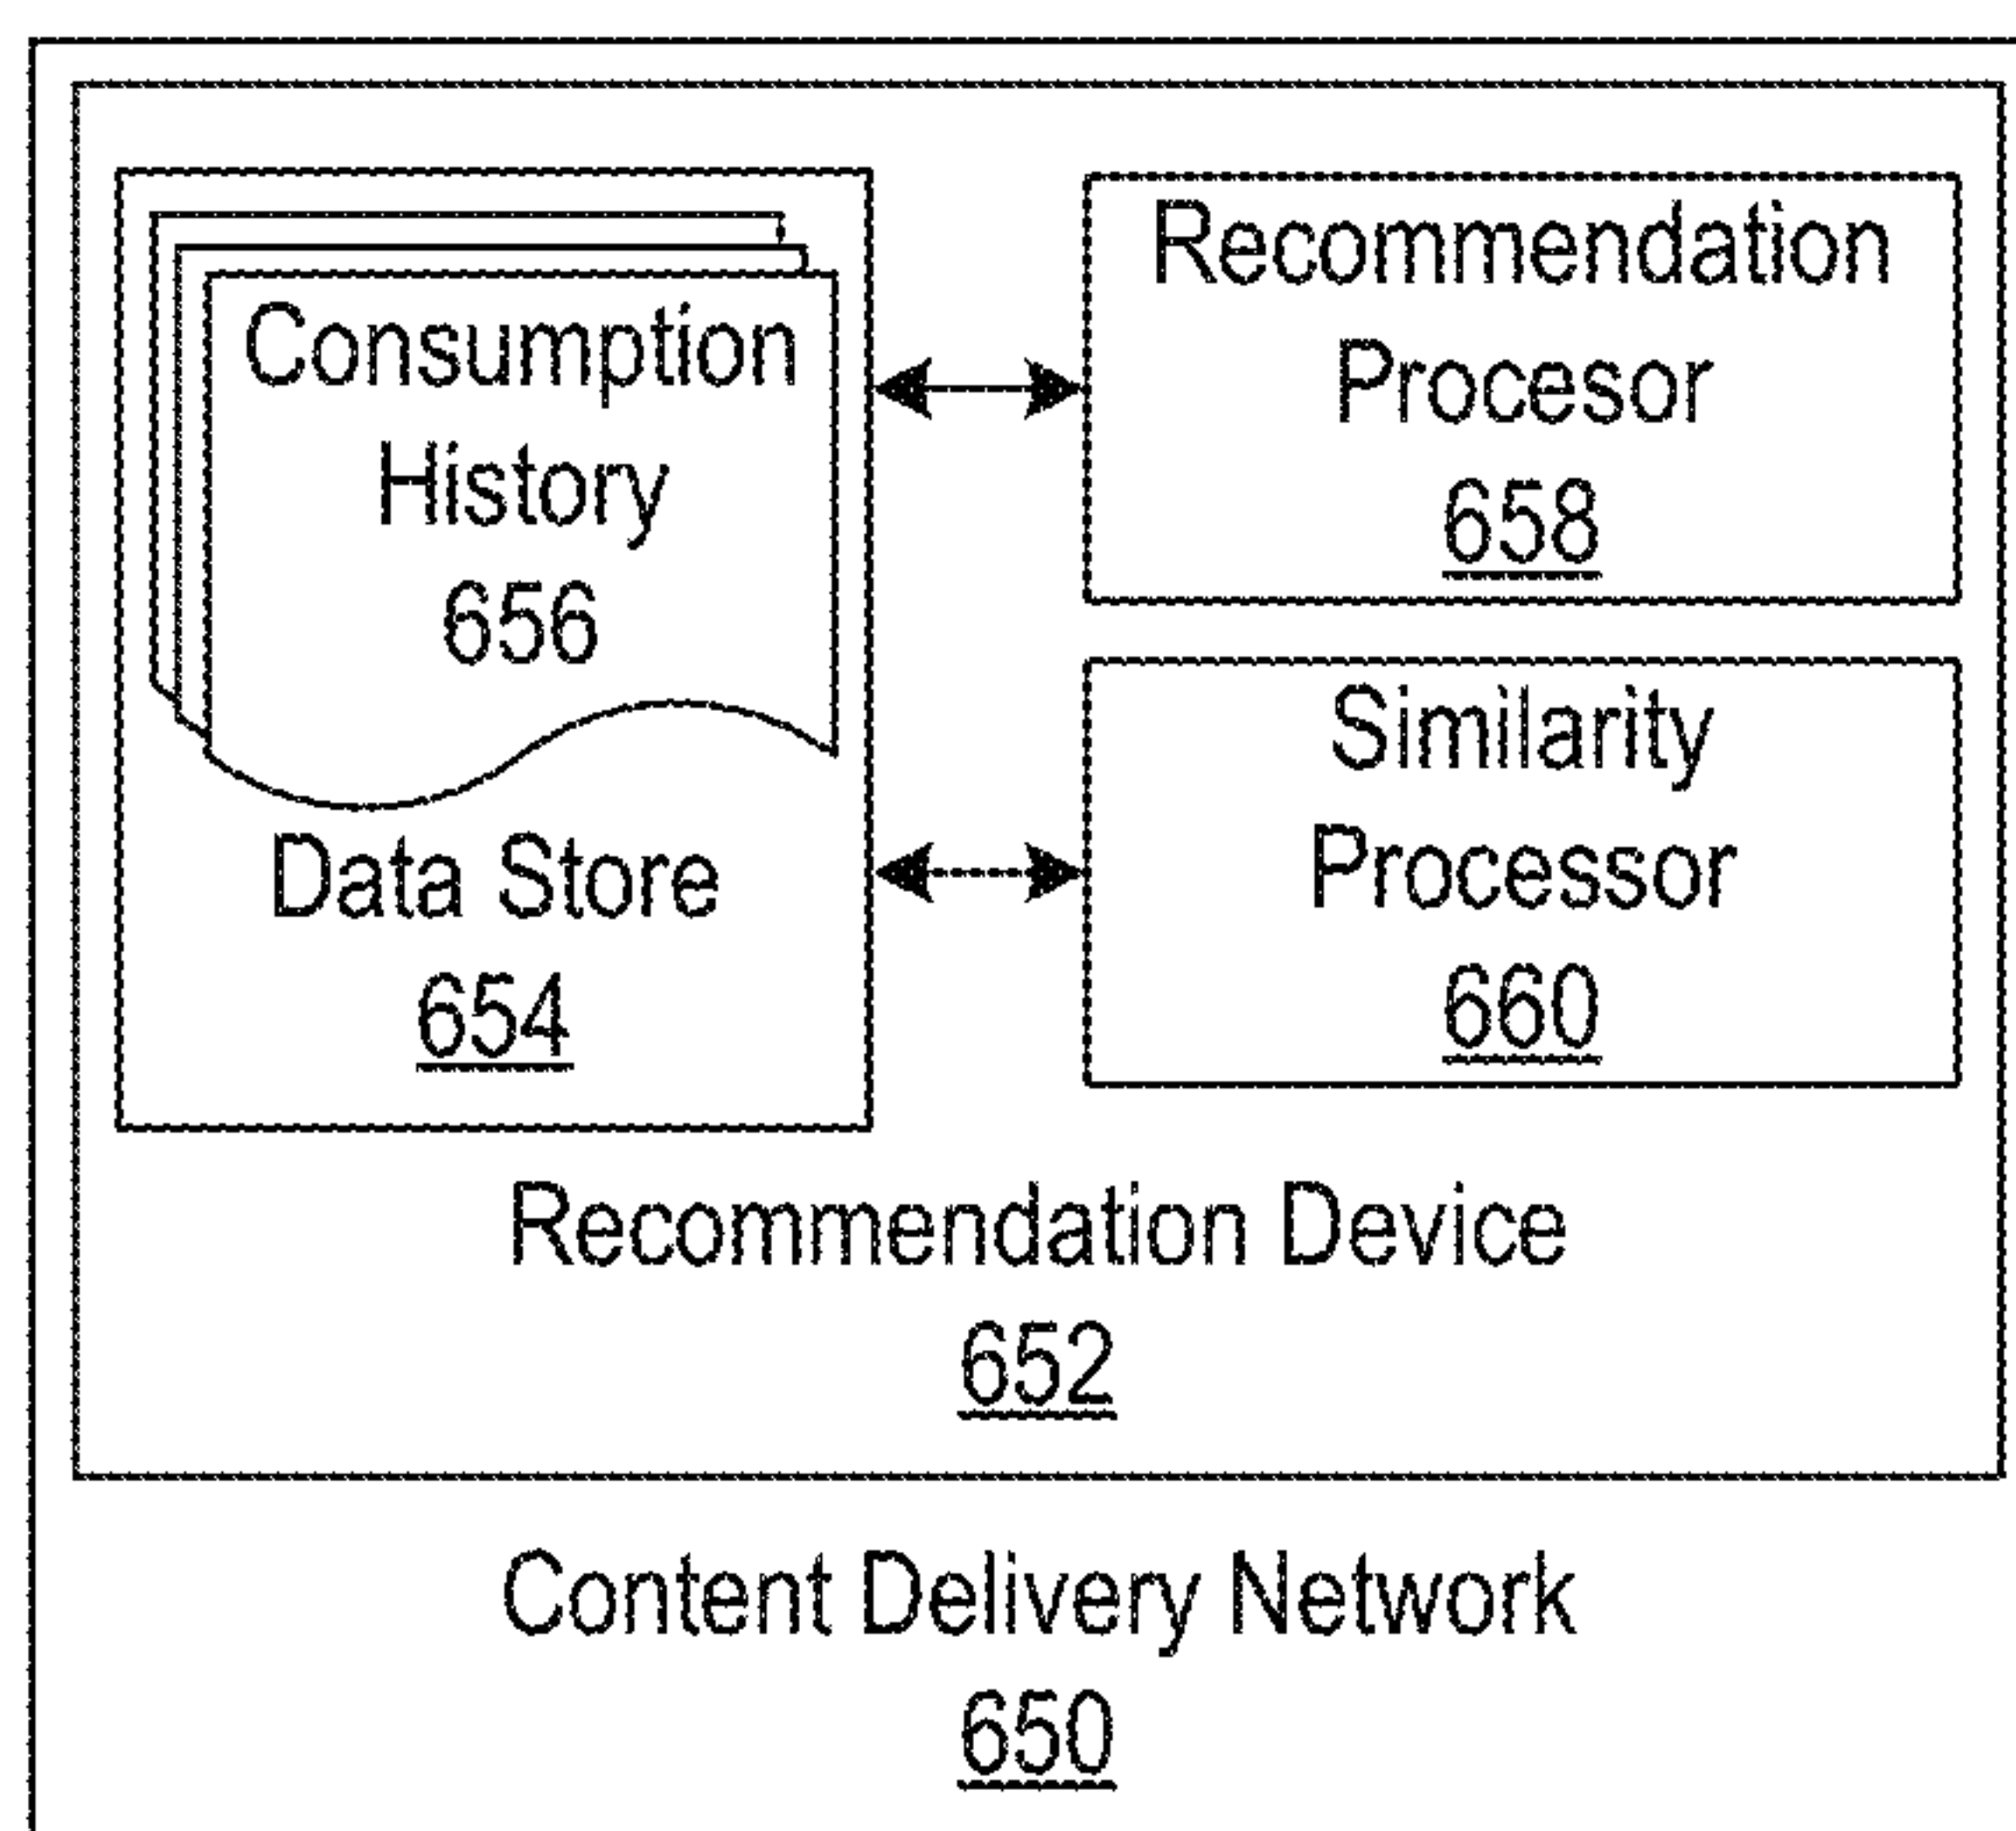 Consumption
History
656
Data Store
654
Recommendation
Procesor
658
Similarity
Processor
660
Recommendation Device
652
Content Delivery Network
650